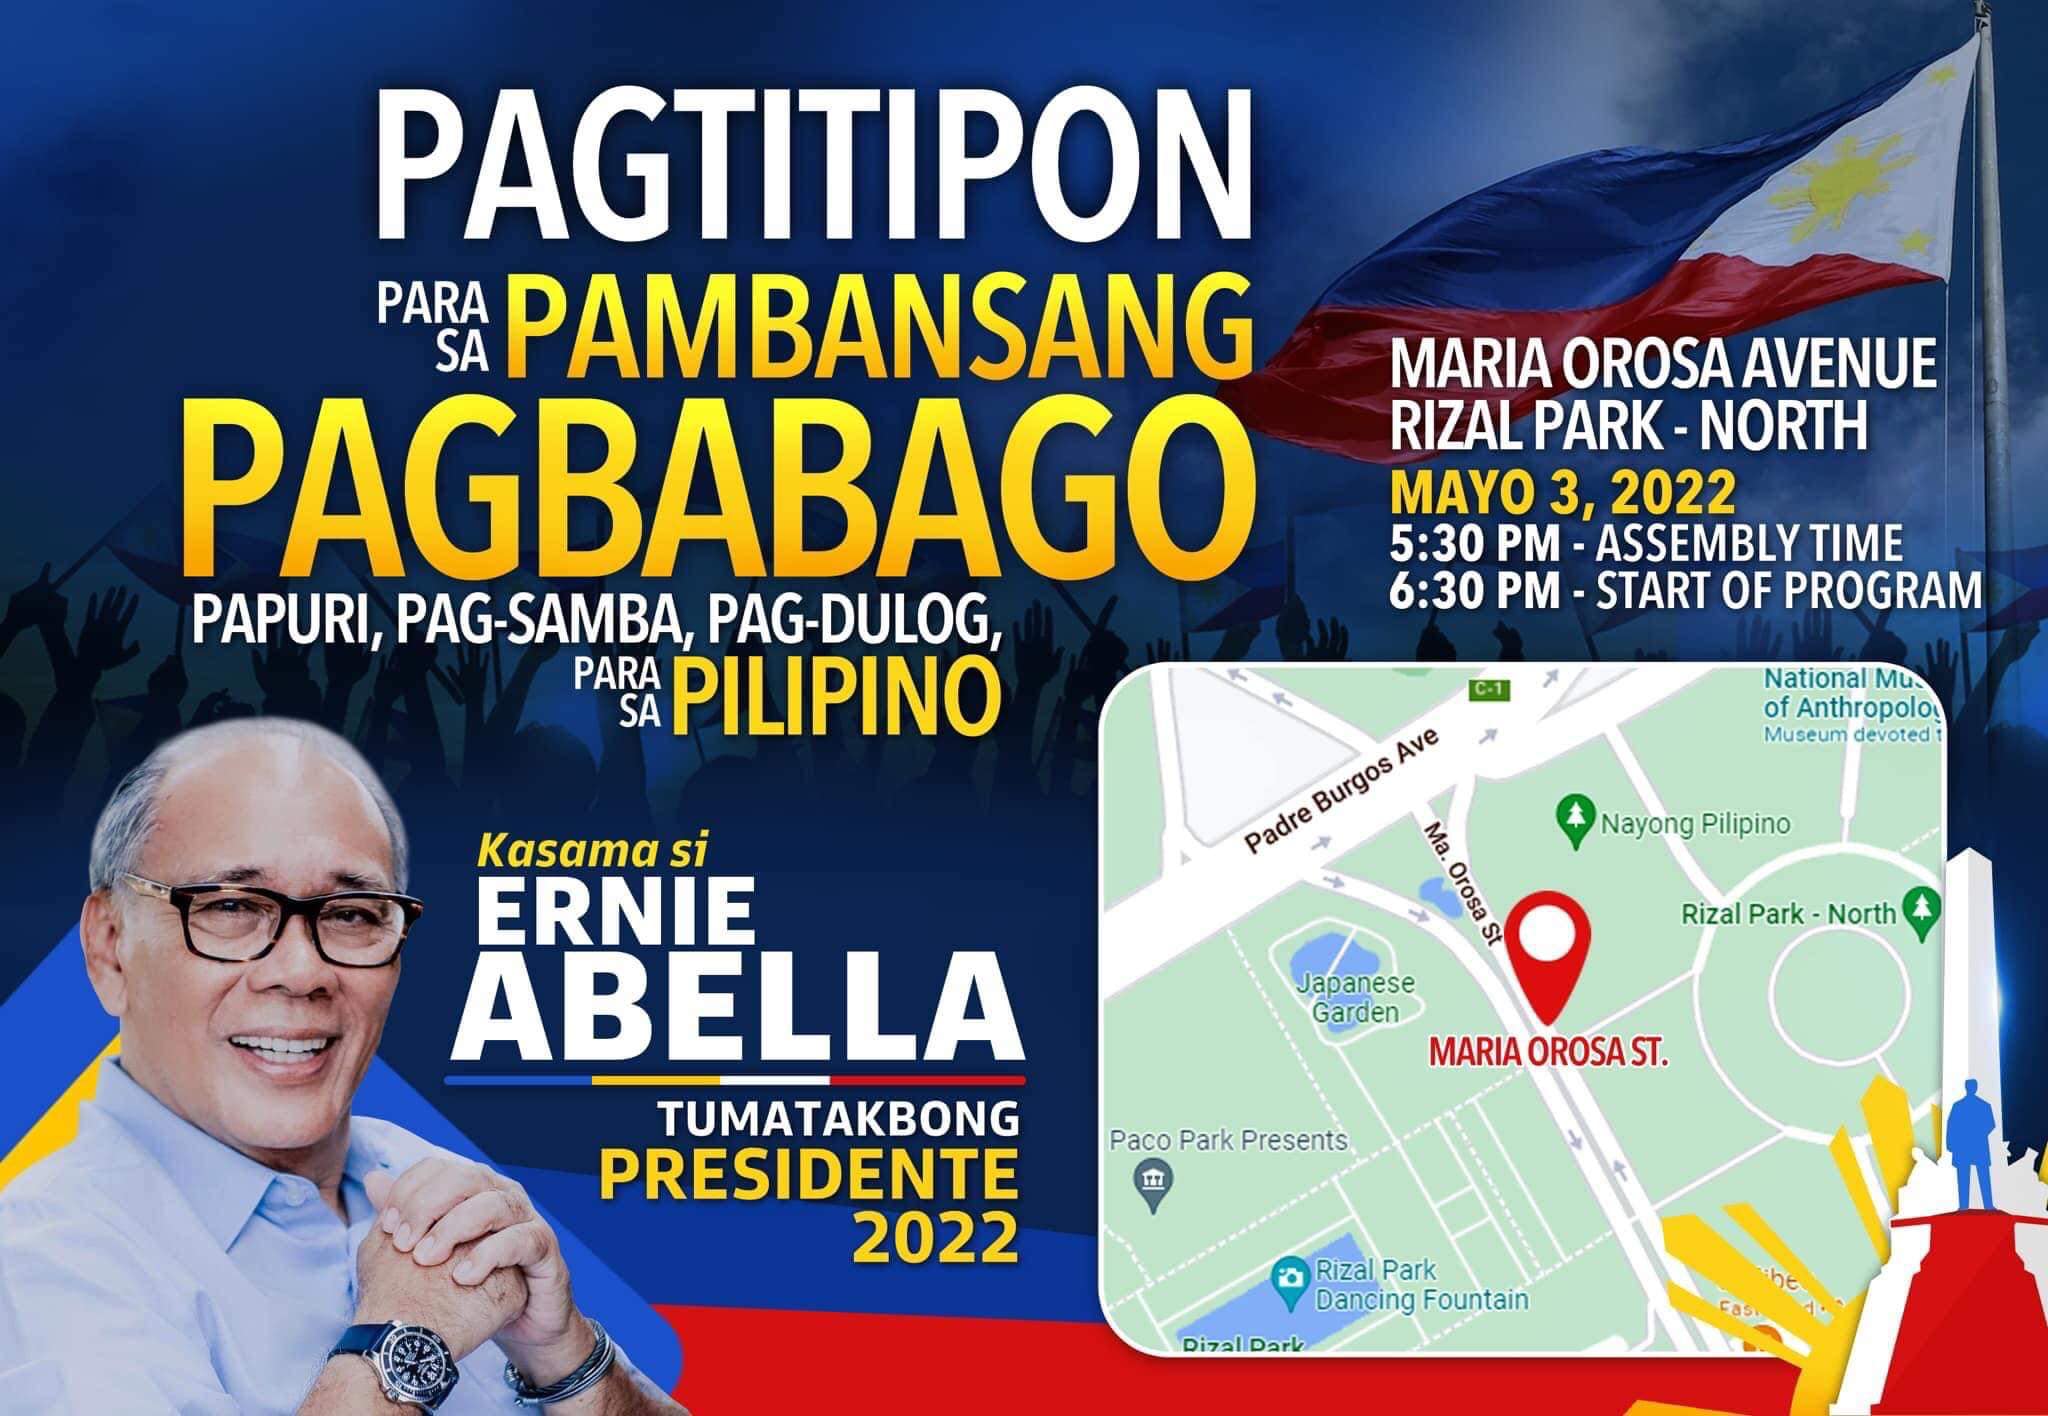 PAGTITIPON
PARA SA PAMBANSANG
PAGBABAGO
PAPURI, PAG-SAMBA, PAG-DULOG,
PARA SA PILIPINO
MARIA OROSA AVENUE
RIZAL PARK - NORTH
MAYO 3, 2022
5:30 PM - ASSEMBLY TIME
6:30 PM - START OF PROGRAM
Kasama si
ERNIE
ABELLA
TUMATAKBONG
PRESIDENTE
2022
C-1
National Mu
of Anthropolog
Museum devoted t
Padre Burgos Ave
Ma. Orosa St
Nayong Pilipino
Rizal Park - North
Japanese
Garden
MARIA OROSA ST.
Paco Park Presents
Rizal Park
Dancing Fountain
Rizal Park